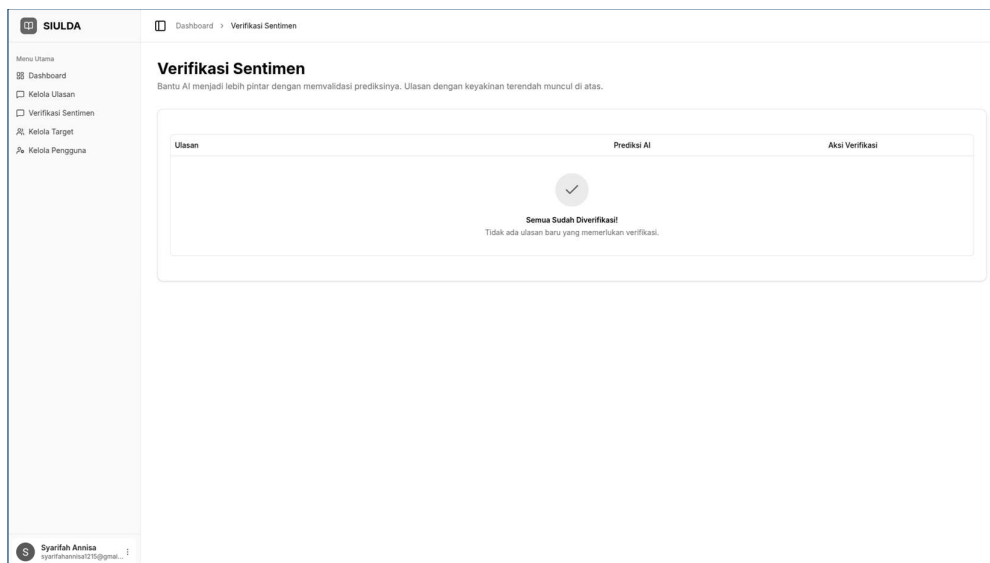 SIULDA
Dashboard > Verifikasi Sentimen
Menu Utama
Dashboard
Kelola Ulasan
Verifikasi Sentimen
Kelola Target
Kelola Pengguna
Verifikasi Sentimen
Bantu AI menjadi lebih pintar dengan memvalidasi prediksinya. Ulasan dengan keyakinan terendah muncul di atas.
Ulasan Prediksi AI Aksi Verifikasi
Semua Sudah Diverifikasi!
Tidak ada ulasan baru yang memerlukan verifikasi.
S
Syarifah Annisa
syarifahannisa1215@gmai...